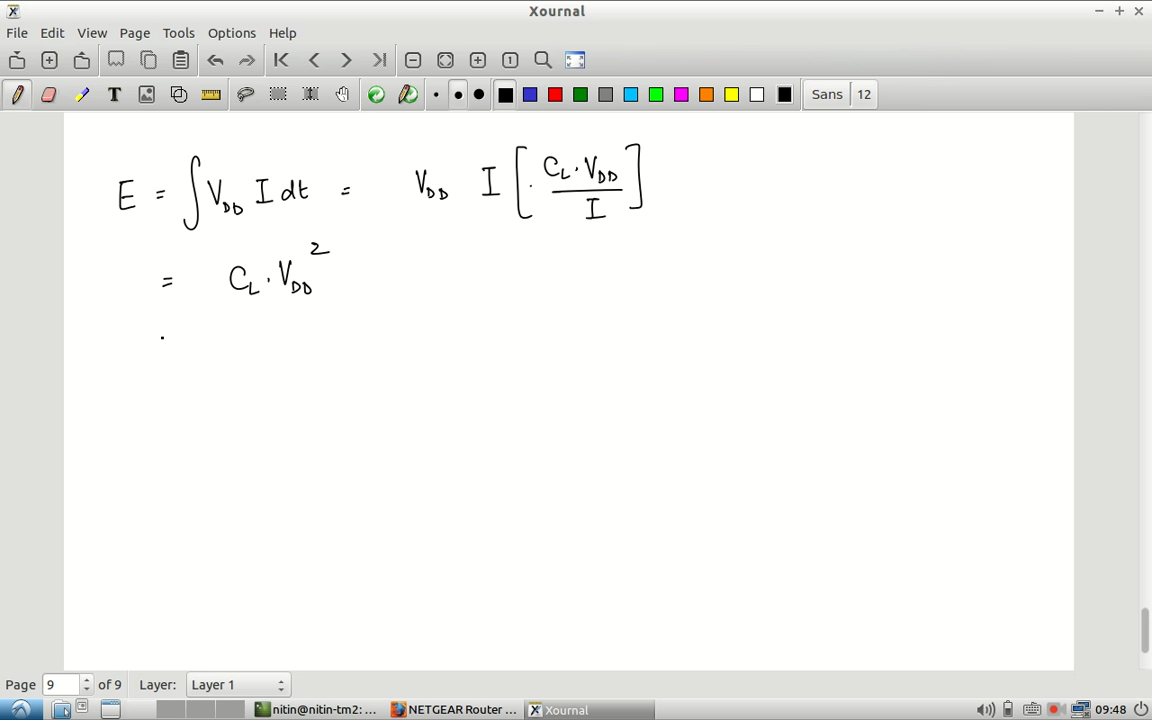 Xournal
File Edit View Page Tools Options Help
Sans 12
E = ∫ V_DD I dt = V_DD I [ · C_L · V_DD / I ]
= C_L · V_DD ^2
Page 9 of 9 Layer: Layer 1
nitin@nitin-tm2: ... NETGEAR Router ... Xournal 09:48